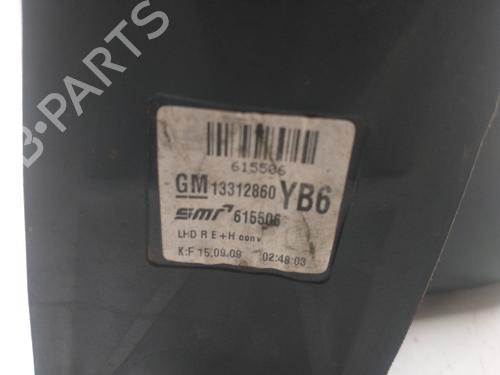 B-PARTS
615506
GM 13312860 YB6
smr 615506
LHD R E+H conv
K:F 15.09.09 02:48:03